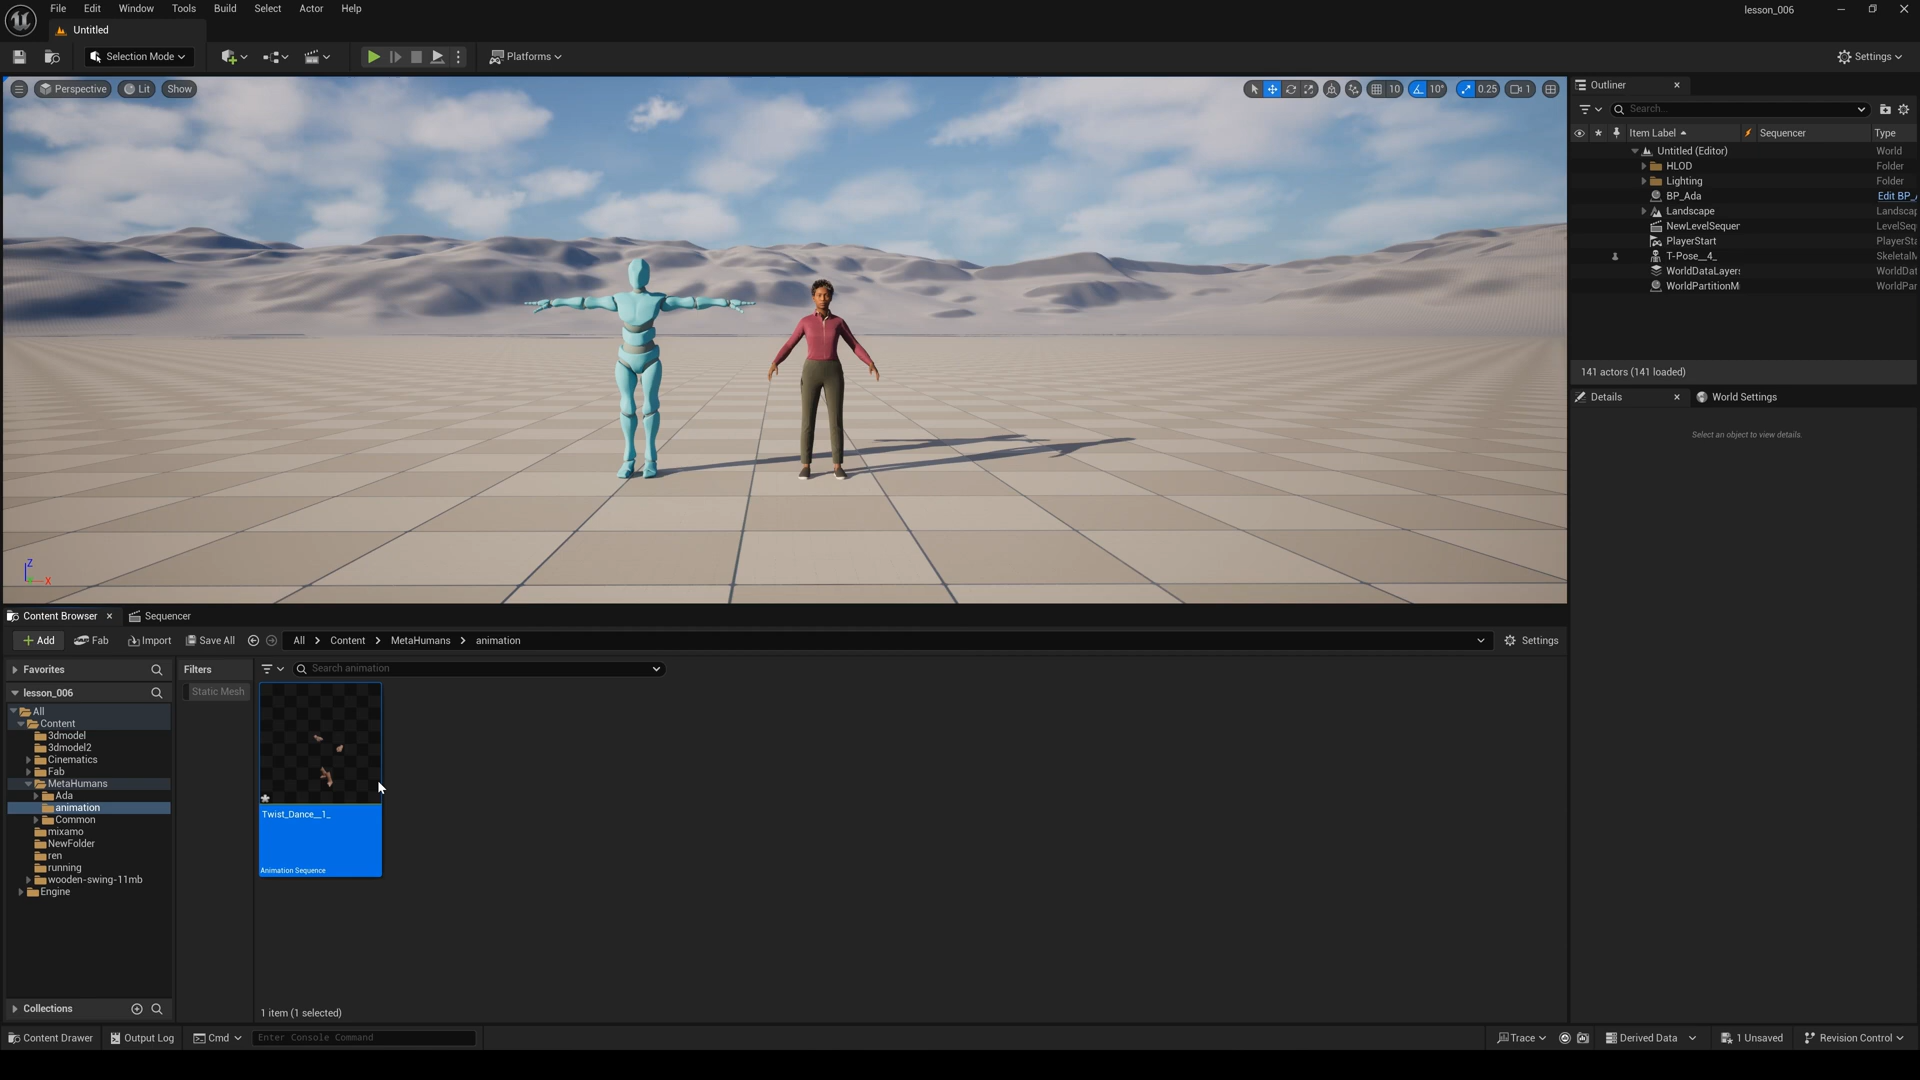 File Edit Window Tools Build Select Actor Help
lesson_006
Untitled
Selection Mode
Platforms
Settings
Perspective Lit Show
10 10° 0.25 1
Outliner
Search...
Item Label Sequencer Type
Untitled (Editor) World
HLOD Folder
Lighting Folder
BP_Ada Edit BP_
Landscape Landscap
NewLevelSequer LevelSeq
PlayerStart PlayerSta
T-Pose__4_ SkeletalM
WorldDataLayer: WorldDat
WorldPartitionM WorldPar
141 actors (141 loaded)
Details World Settings
Select an object to view details.
Z
X
Content Browser Sequencer
Add Fab Import Save All All Content MetaHumans animation Settings
Favorites
Filters
Search animation
lesson_006
Static Mesh
All
Content
3dmodel
3dmodel2
Cinematics
Fab
MetaHumans
Ada
animation
Common
mixamo
NewFolder
ren
running
wooden-swing-11mb
Engine
Twist_Dance__1_
Animation Sequence
Collections
1 item (1 selected)
Content Drawer Output Log Cmd Enter Console Command
Trace Derived Data 1 Unsaved Revision Control